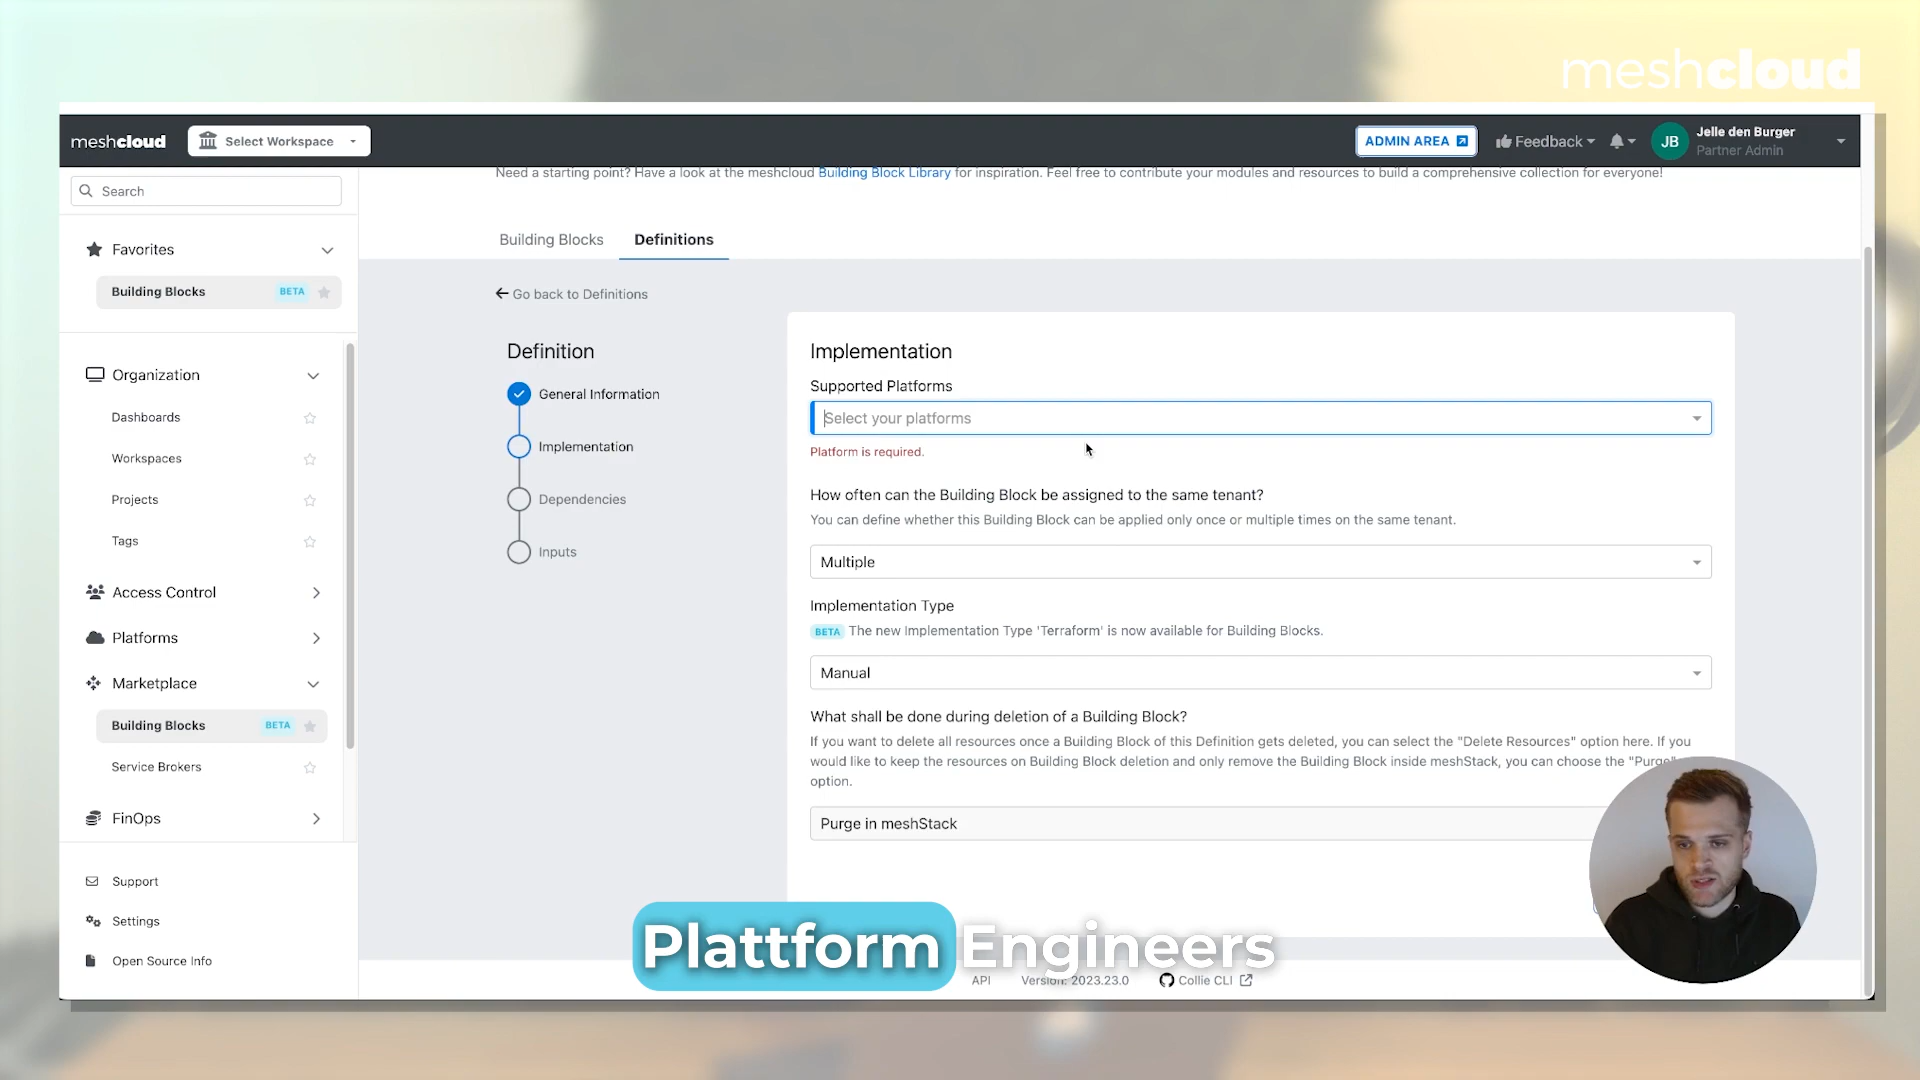 meshcloud
meshcloud
Select Workspace
ADMIN AREA
Feedback
JB
Jelle den Burger
Partner Admin
Search
Need a starting point? Have a look at the meshcloud Building Block Library for inspiration. Feel free to contribute your modules and resources to build a comprehensive collection for everyone!
Favorites
Building Blocks BETA
Building Blocks
Definitions
Go back to Definitions
Organization
Dashboards
Workspaces
Projects
Tags
Access Control
Platforms
Marketplace
Building Blocks BETA
Service Brokers
FinOps
Support
Settings
Open Source Info
Definition
General Information
Implementation
Dependencies
Inputs
Implementation
Supported Platforms
Select your platforms
Platform is required.
How often can the Building Block be assigned to the same tenant?
You can define whether this Building Block can be applied only once or multiple times on the same tenant.
Multiple
Implementation Type
BETA The new Implementation Type 'Terraform' is now available for Building Blocks.
Manual
What shall be done during deletion of a Building Block?
If you want to delete all resources once a Building Block of this Definition gets deleted, you can select the "Delete Resources" option here. If you
would like to keep the resources on Building Block deletion and only remove the Building Block inside meshStack, you can choose the "Purge"
option.
Purge in meshStack
Plattform Engineers
API
Version: 2023.23.0
Collie CLI